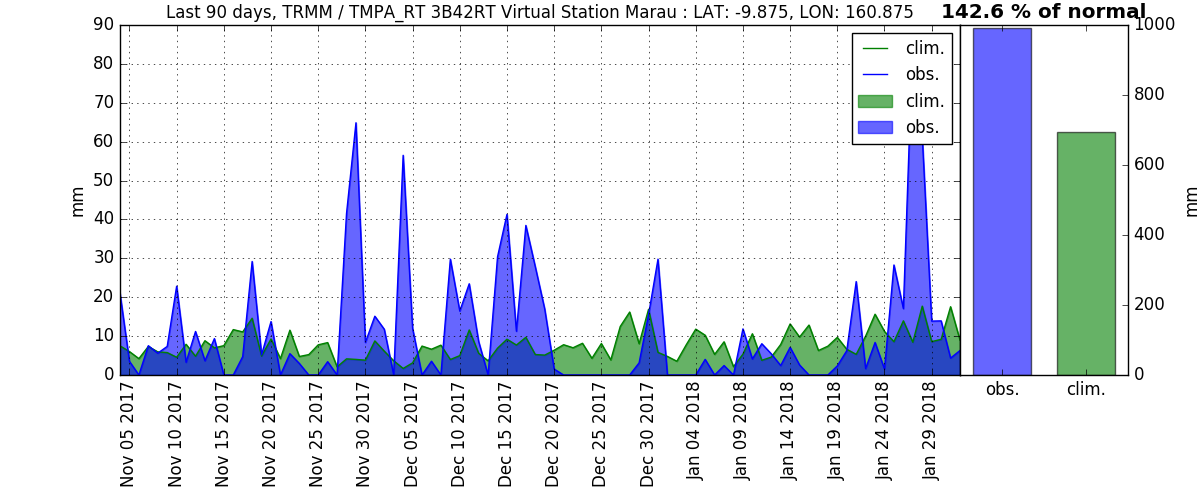 Last 90 days, TRMM / TMPA_RT 3B42RT Virtual Station Marau : LAT: -9.875, LON: 160.875
142.6 % of normal
90
80
70
60
50
40
30
20
10
0
mm
clim.
obs.
clim.
obs.
Nov 05 2017
Nov 10 2017
Nov 15 2017
Nov 20 2017
Nov 25 2017
Nov 30 2017
Dec 05 2017
Dec 10 2017
Dec 15 2017
Dec 20 2017
Dec 25 2017
Dec 30 2017
Jan 04 2018
Jan 09 2018
Jan 14 2018
Jan 19 2018
Jan 24 2018
Jan 29 2018
1000
800
600
400
200
0
mm
obs.
clim.